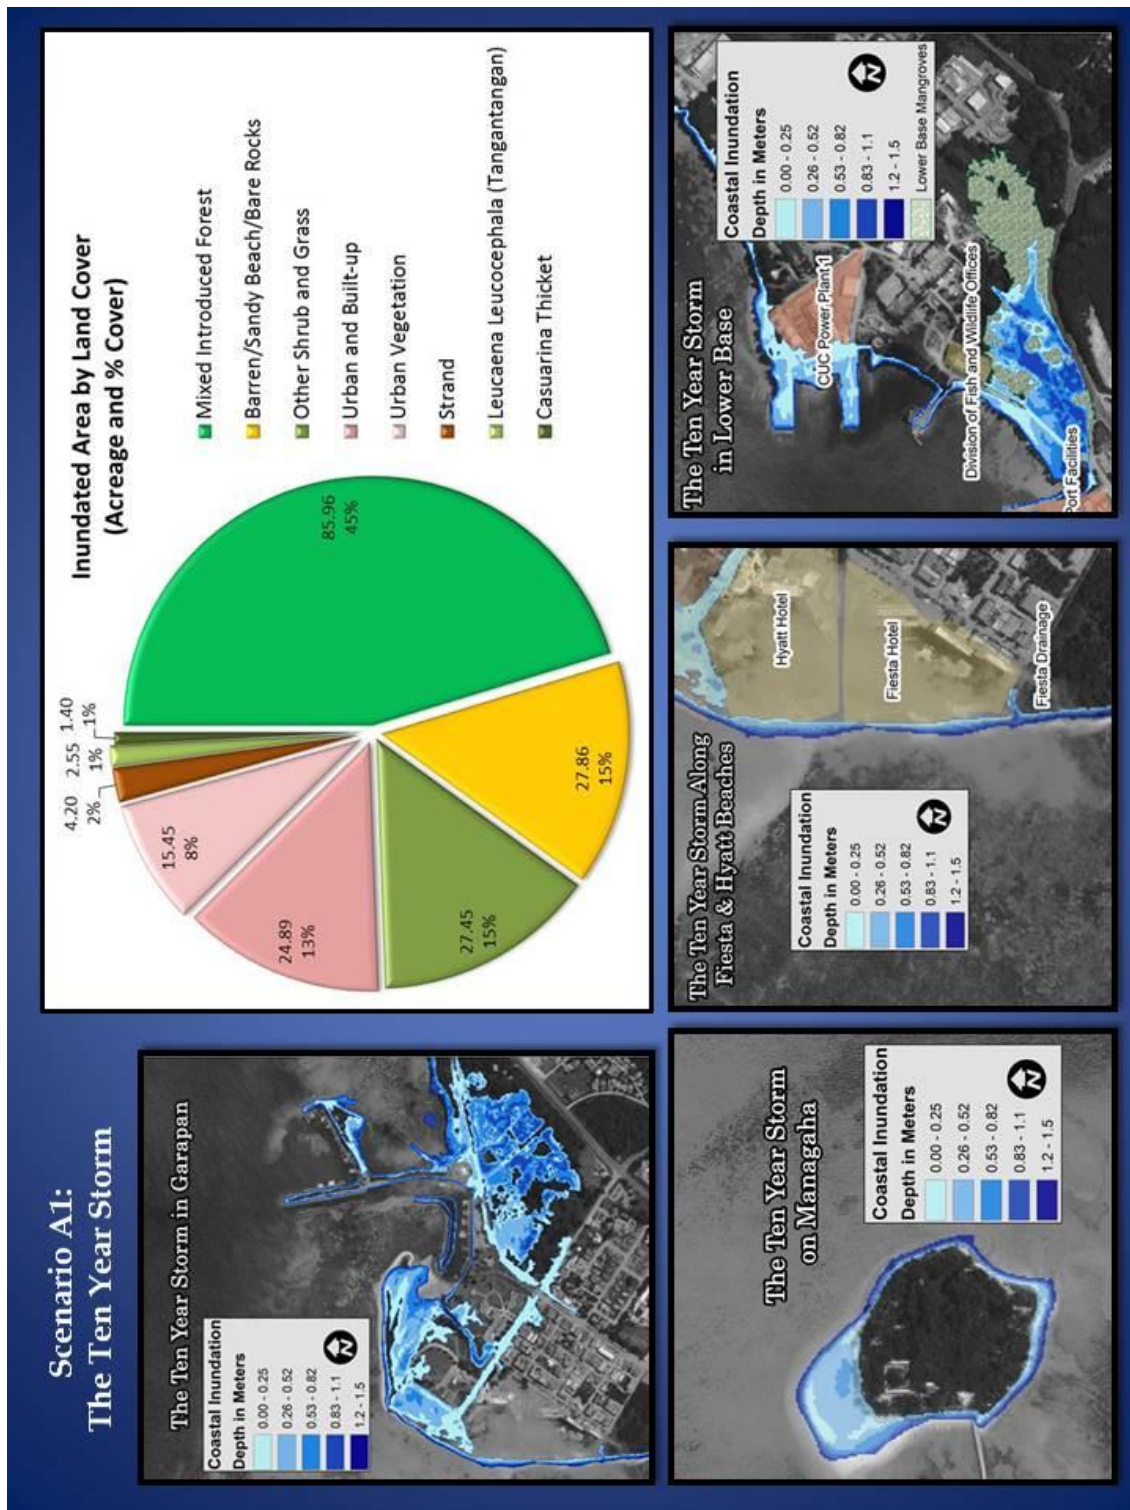 Scenario A1:
The Ten Year Storm
The Ten Year Storm in Garapan
Coastal Inundation
Depth in Meters
0.00 - 0.25
0.26 - 0.52
0.53 - 0.82
0.83 - 1.1
1.2 - 1.5
N
Inundated Area by Land Cover
(Acreage and % Cover)
85.96
45%
27.86
15%
27.45
15%
24.89
13%
15.45
8%
4.20
2%
2.55
1%
1.40
1%
Mixed Introduced Forest
Barren/Sandy Beach/Bare Rocks
Other Shrub and Grass
Urban and Built-up
Urban Vegetation
Strand
Leucaena Leucocephala (Tangantangan)
Casuarina Thicket
The Ten Year Storm
on Managaha
Coastal Inundation
Depth in Meters
0.00 - 0.25
0.26 - 0.52
0.53 - 0.82
0.83 - 1.1
1.2 - 1.5
N
The Ten Year Storm Along
Fiesta & Hyatt Beaches
Coastal Inundation
Depth in Meters
0.00 - 0.25
0.26 - 0.52
0.53 - 0.82
0.83 - 1.1
1.2 - 1.5
N
Hyatt Hotel
Fiesta Hotel
Fiesta Drainage
The Ten Year Storm
in Lower Base
Coastal Inundation
Depth in Meters
0.00 - 0.25
0.26 - 0.52
0.53 - 0.82
0.83 - 1.1
1.2 - 1.5
Lower Base Mangroves
N
CUC Power Plant 1
Division of Fish and Wildlife Offices
Port Facilities